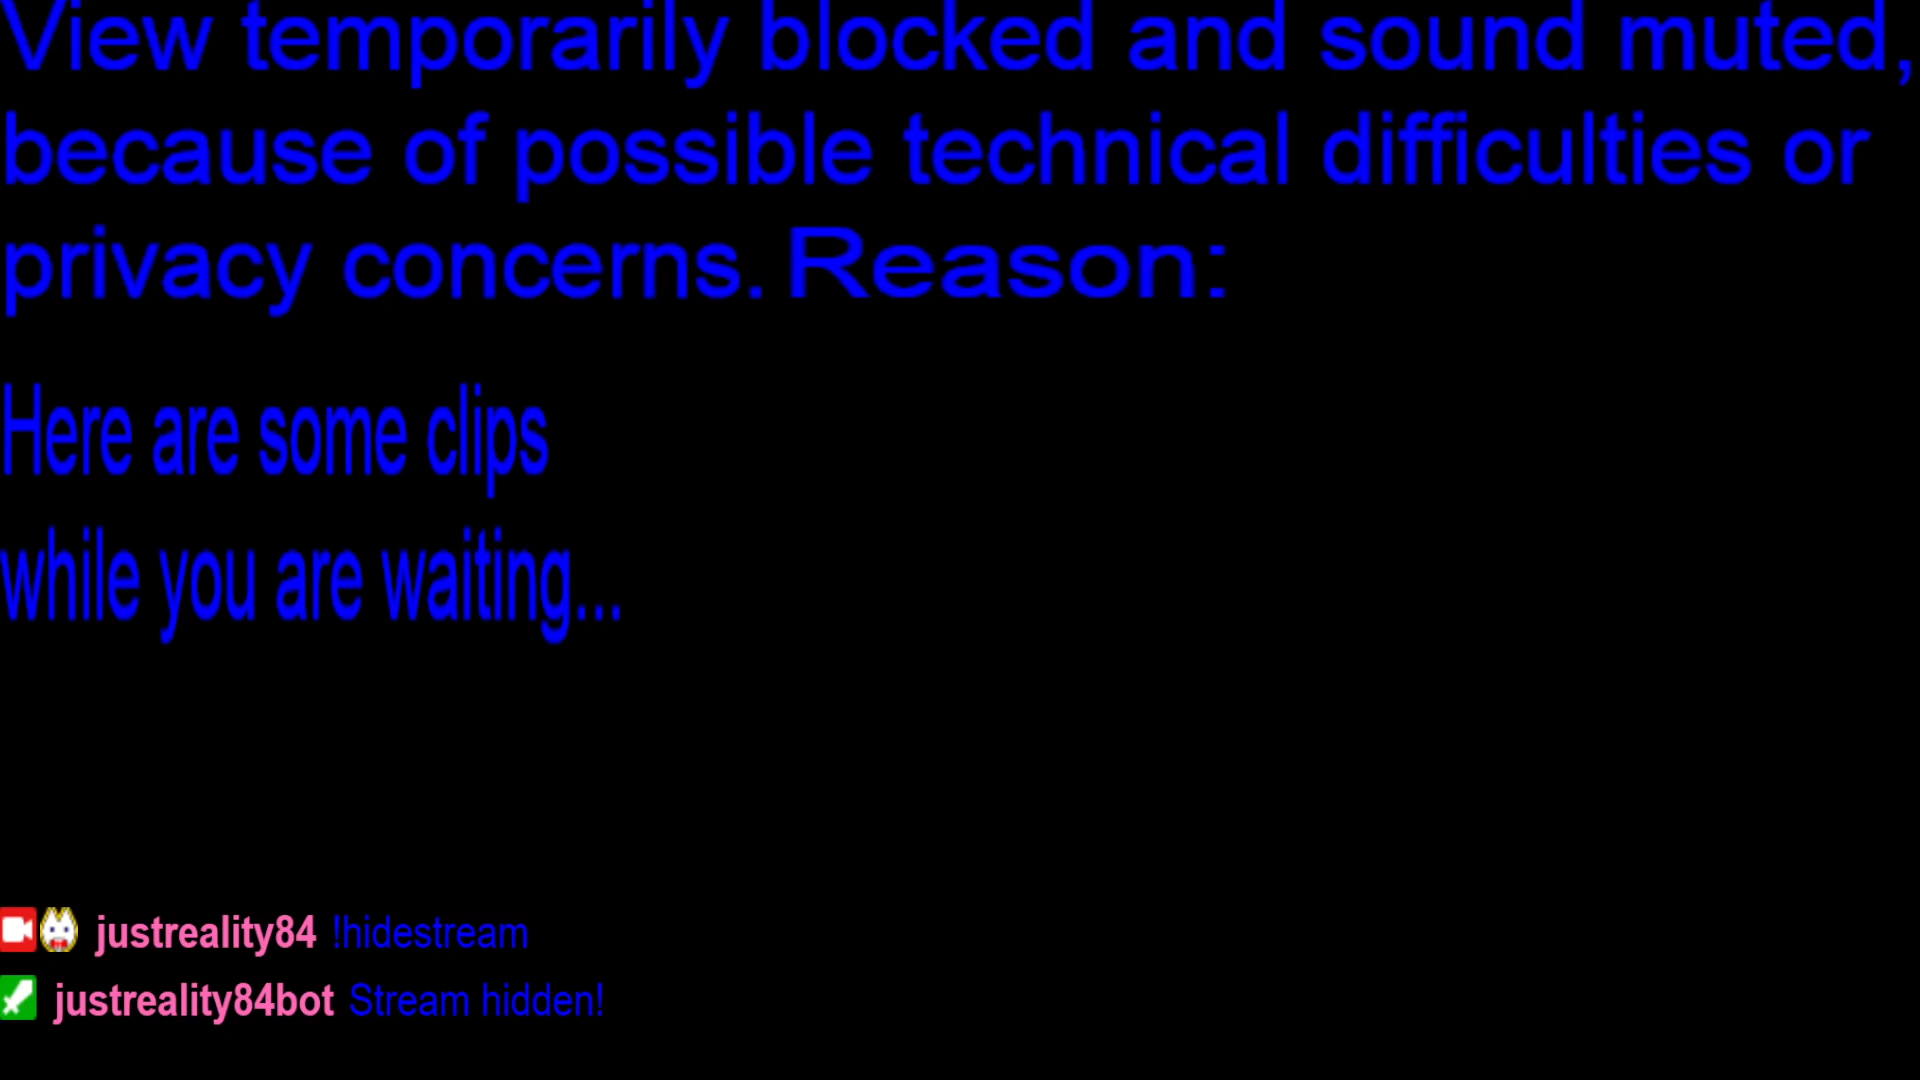 View temporarily blocked and sound muted,
because of possible technical difficulties or
privacy concerns. Reason:
Here are some clips
while you are waiting...
justreality84 !hidestream
justreality84bot Stream hidden!